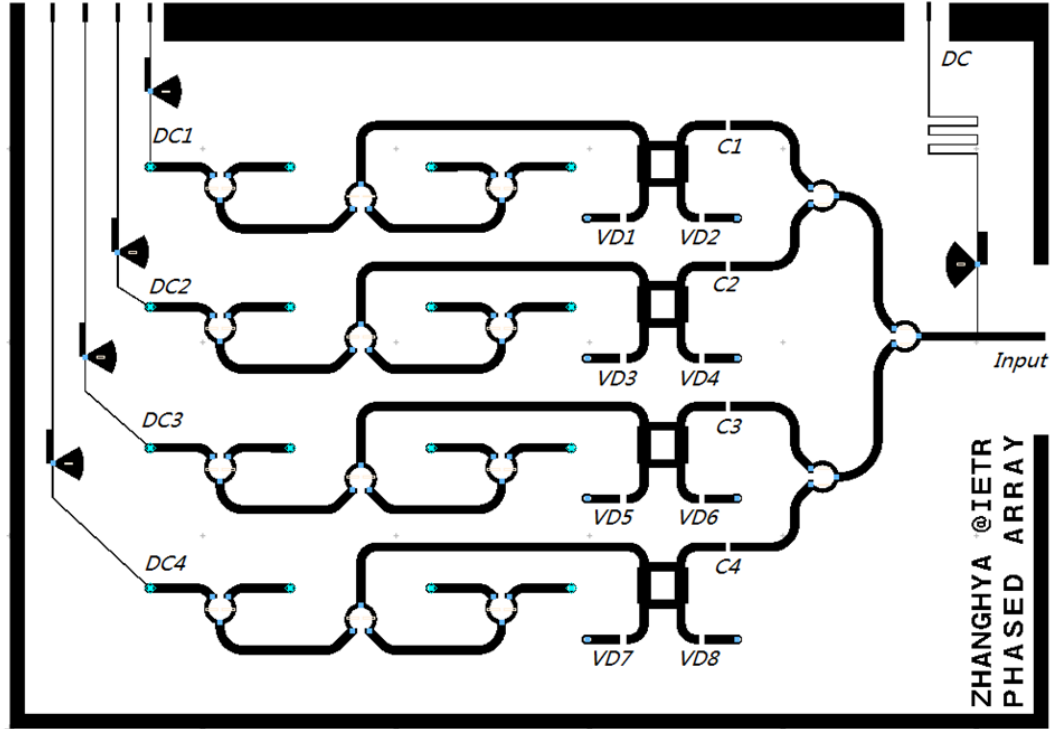 DC
DC1
C1
VD1
VD2
DC2
C2
VD3
VD4
Input
DC3
C3
VD5
VD6
DC4
C4
VD7
VD8
ZHANGHYA @IETR
PHASED ARRAY